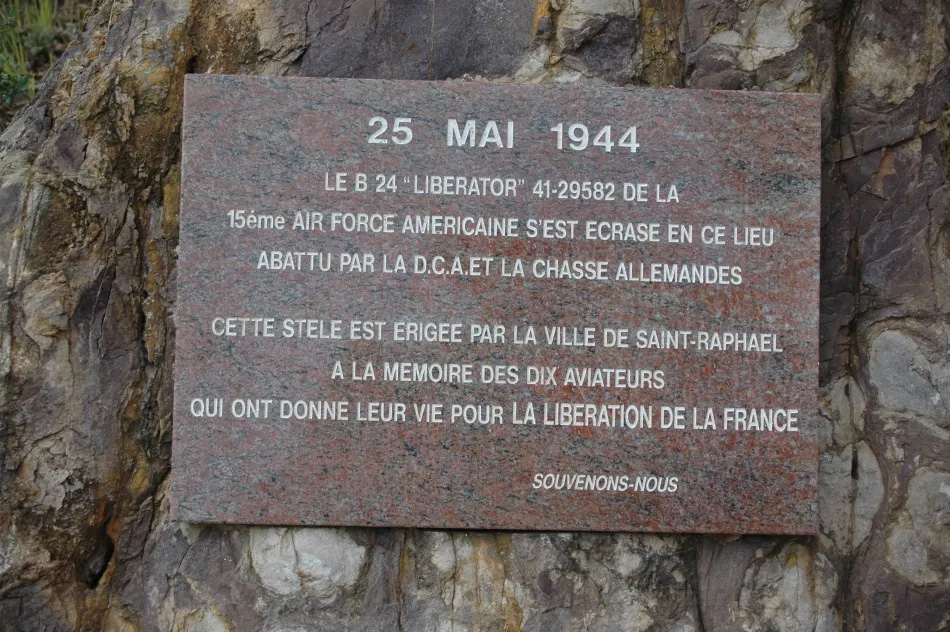 25 MAI 1944
LE B 24 "LIBERATOR" 41-29582 DE LA
15éme AIR FORCE AMERICAINE S'EST ECRASE EN CE LIEU
ABATTU PAR LA D.C.A.ET LA CHASSE ALLEMANDES
CETTE STELE EST ERIGEE PAR LA VILLE DE SAINT-RAPHAEL
A LA MEMOIRE DES DIX AVIATEURS
QUI ONT DONNE LEUR VIE POUR LA LIBERATION DE LA FRANCE
SOUVENONS-NOUS